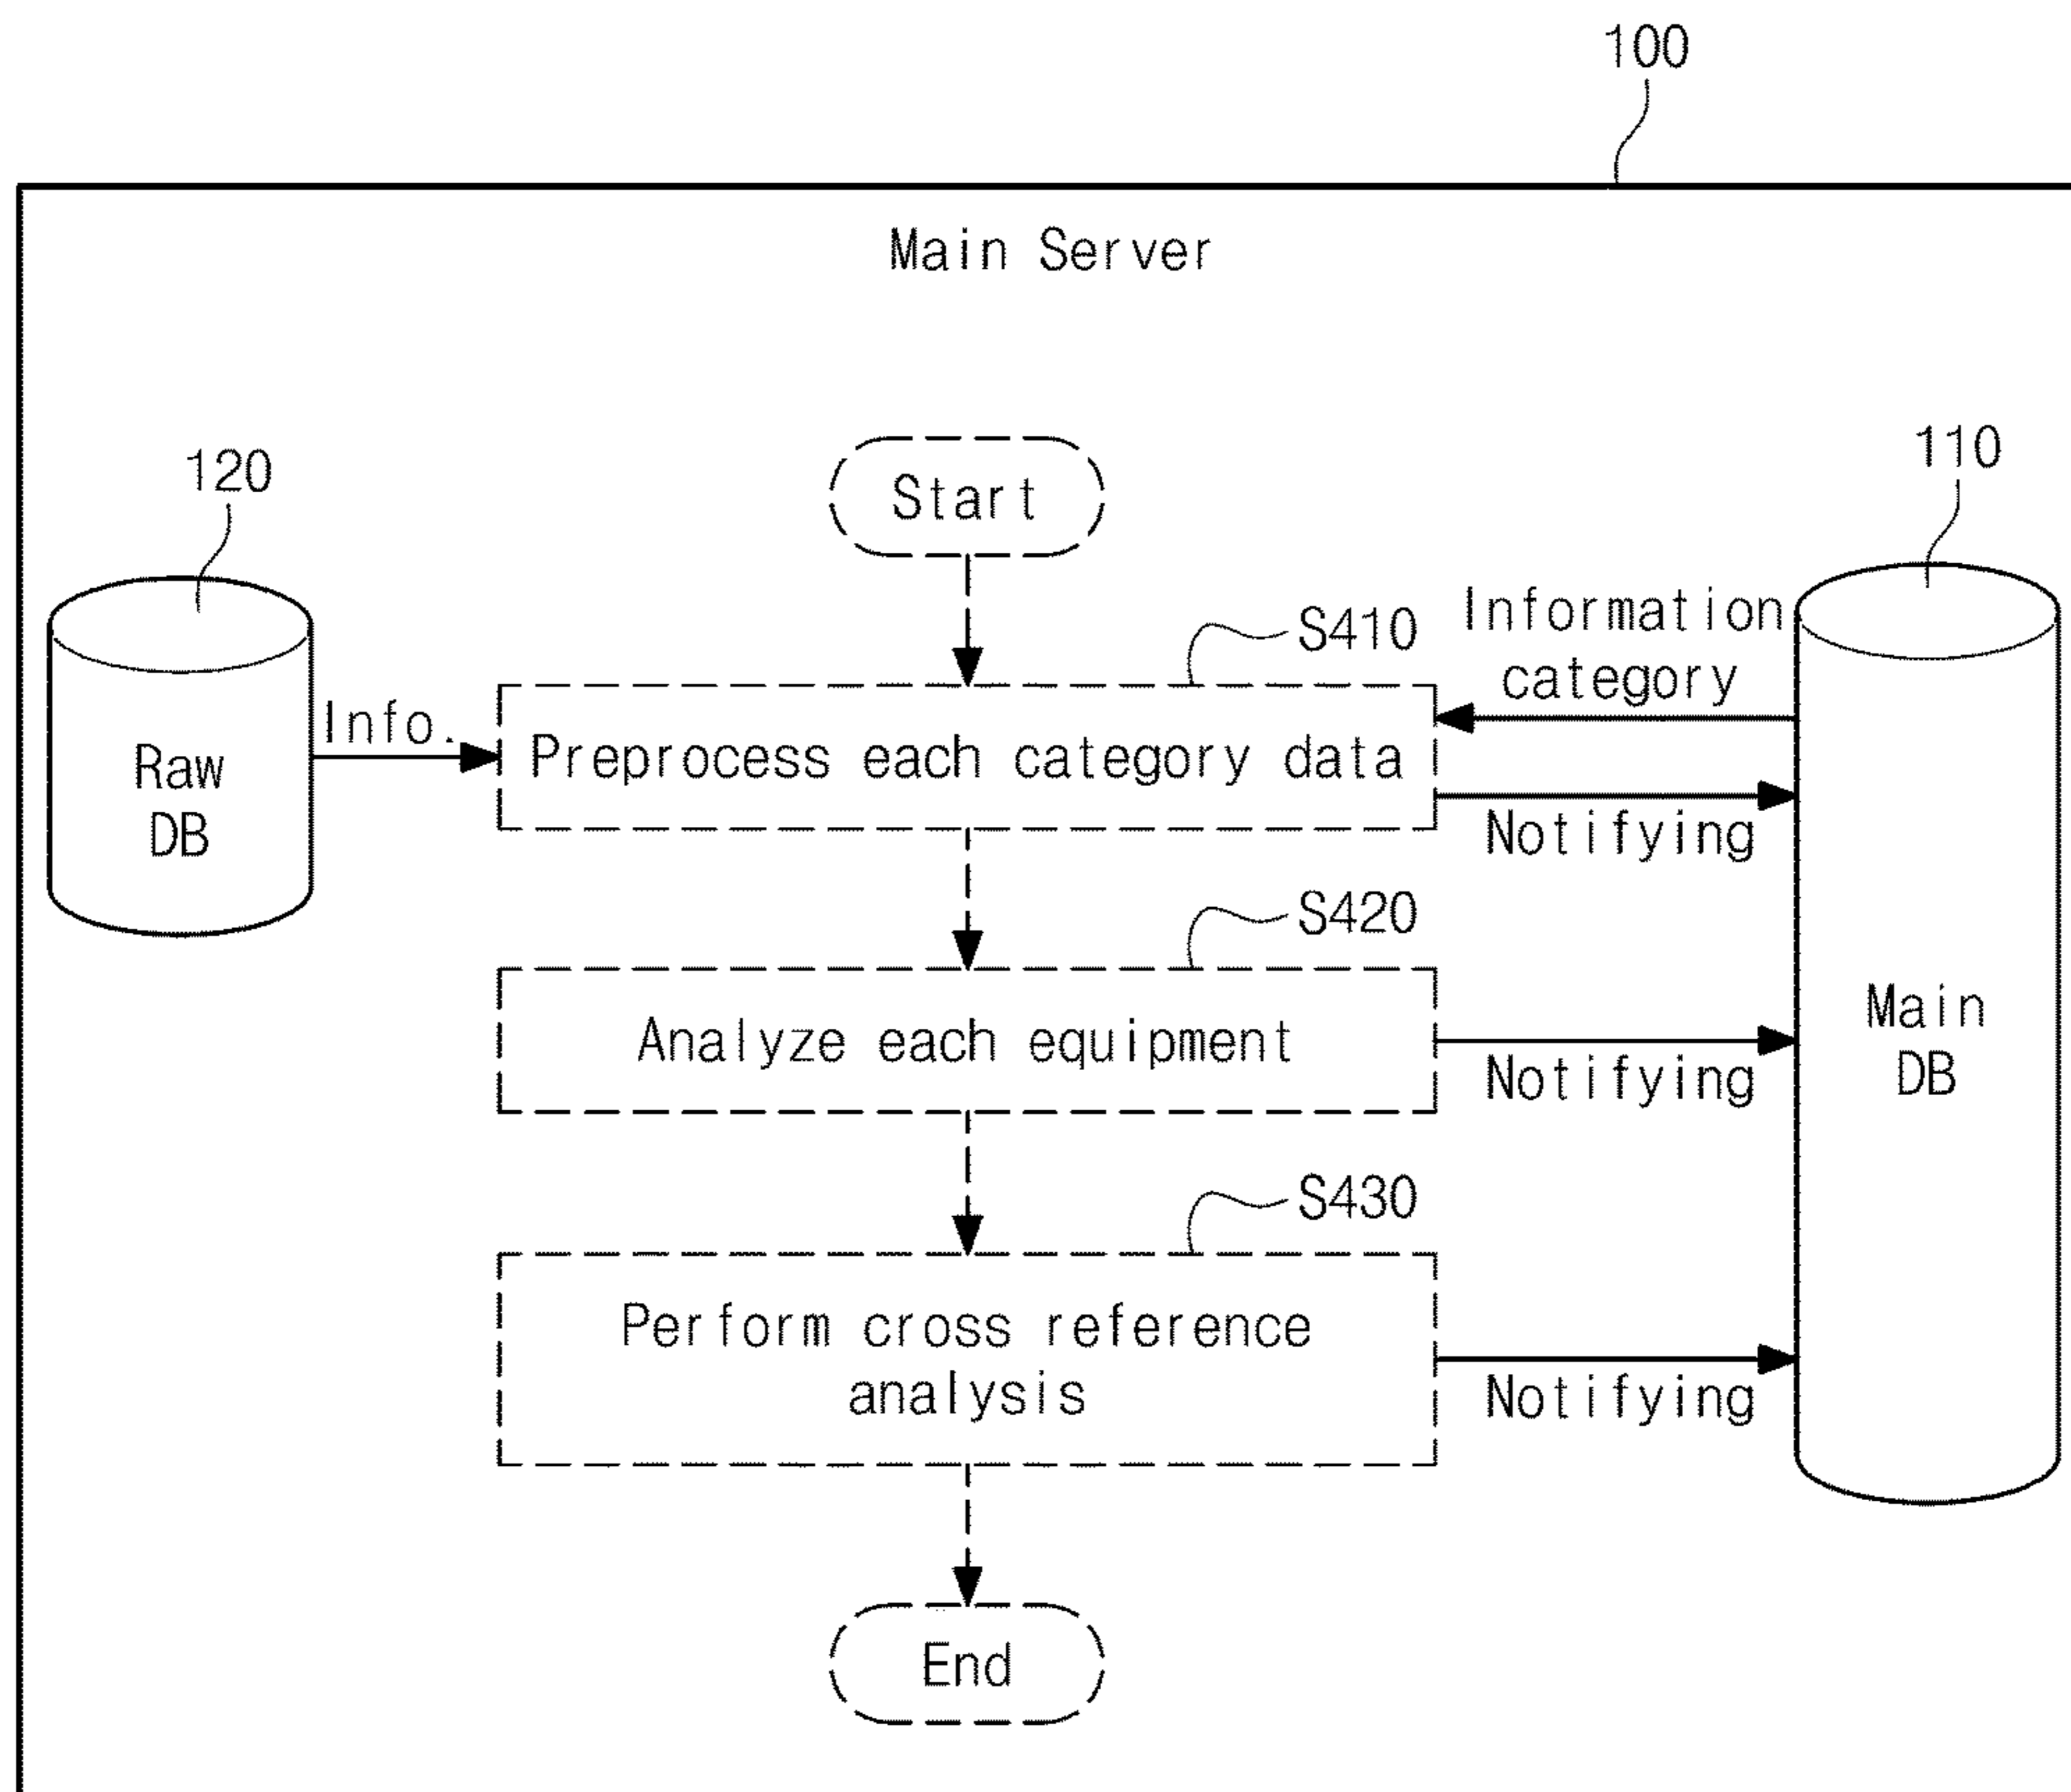 100
Main Server
120
Start
110
S410
Information
category
Info.
Preprocess each category data
Raw
DB
Notifying
S420
Analyze each equipment
Notifying
Main
DB
S430
Perform cross reference
analysis
Notifying
End